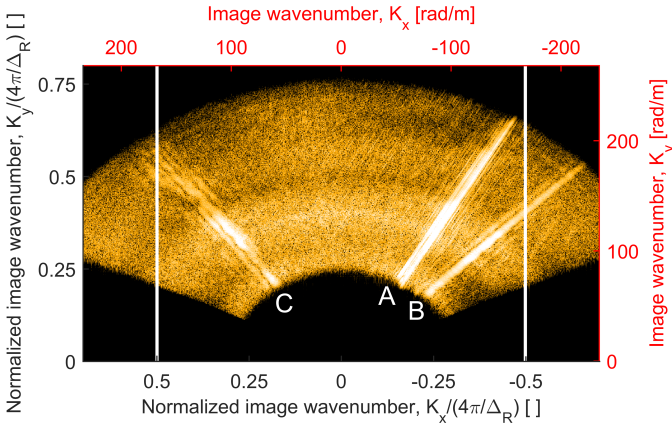 Image wavenumber, K_x [rad/m]
200 100 0 -100 -200
Normalized image wavenumber, K_y/(4π/Δ_R) [ ]
0.75
0.5
0.25
0
A
B
C
200
100
0
Image wavenumber, K_y [rad/m]
0.5 0.25 0 -0.25 -0.5
Normalized image wavenumber, K_x/(4π/Δ_R) [ ]